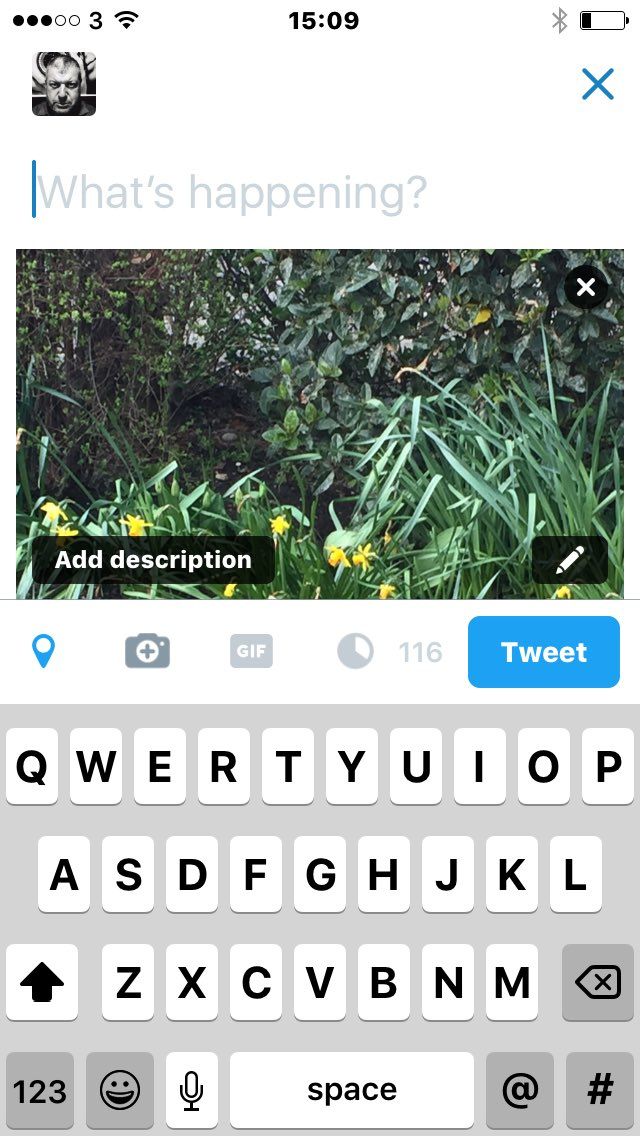 3 15:09
What's happening?
Add description
GIF 116 Tweet
Q W E R T Y U I O P
A S D F G H J K L
Z X C V B N M
123 space @ #